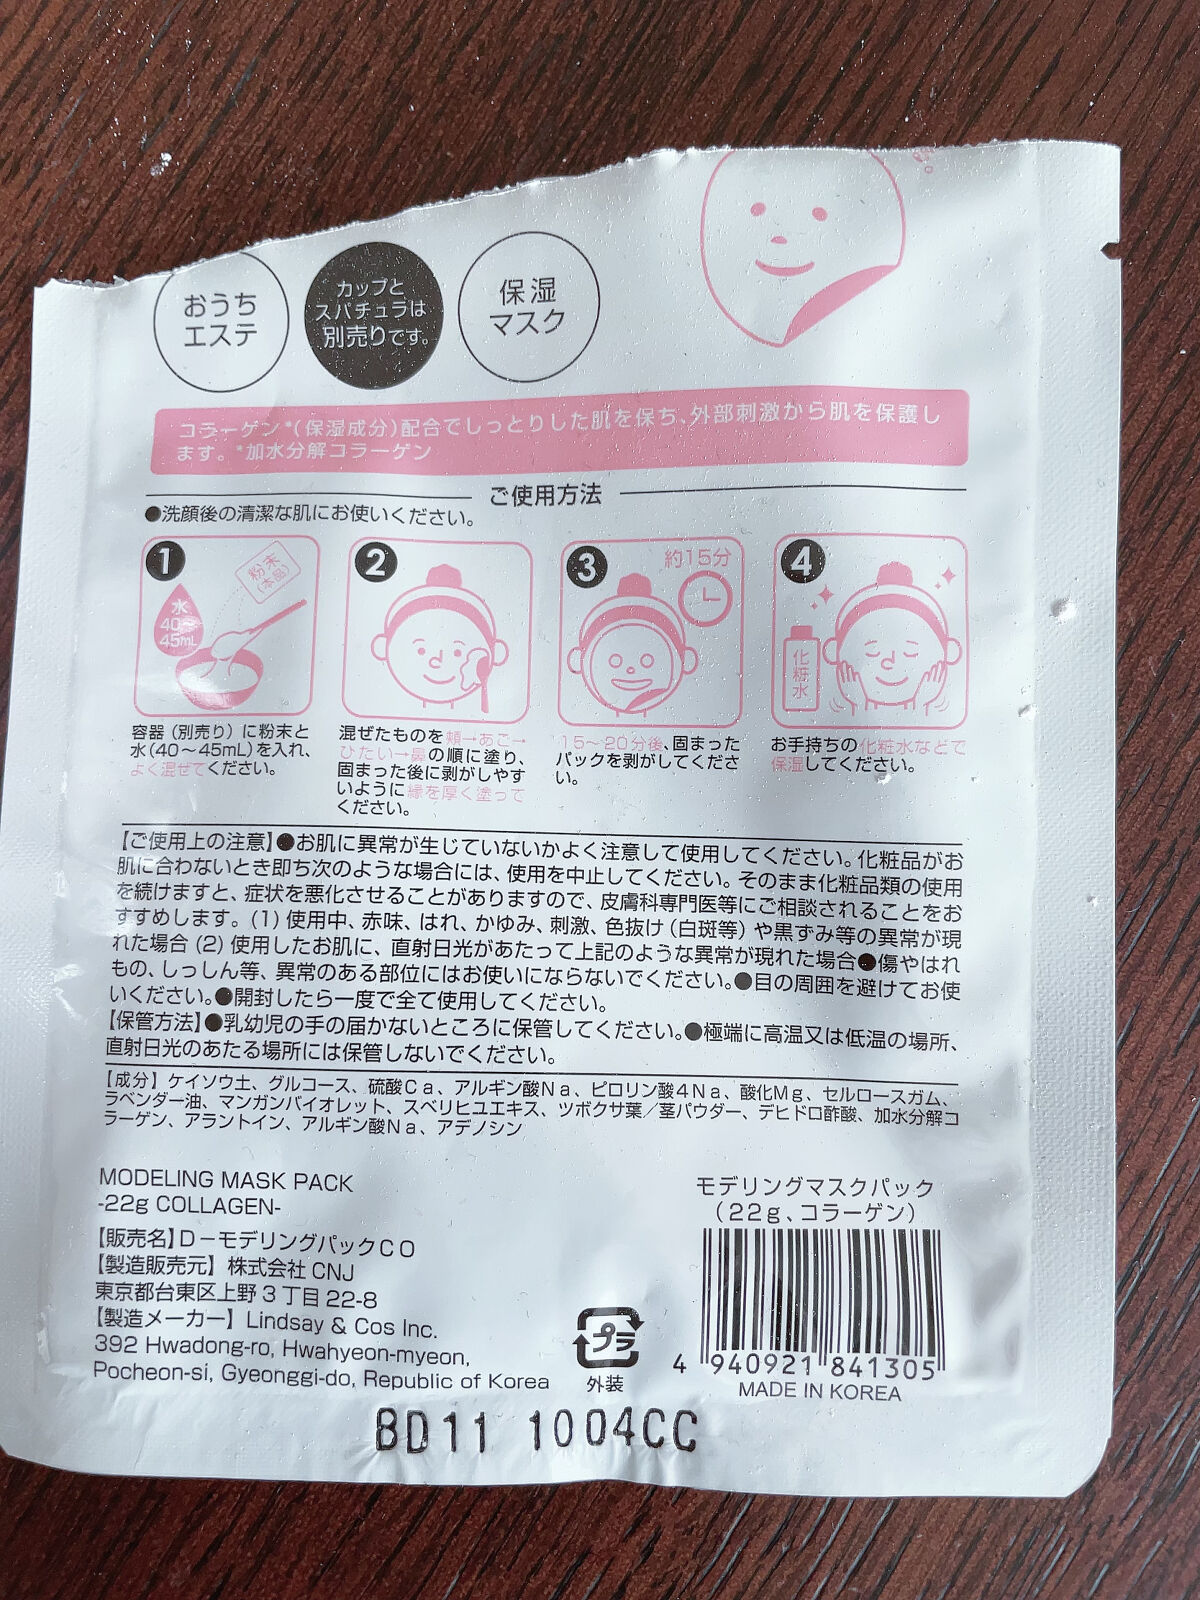 おうち
エステ
カップと
スパチュラは
別売りです。
保湿
マスク
コラーゲン*(保湿成分)配合でしっとりした肌を保ち、外部刺激から肌を保護し
ます。*加水分解コラーゲン
ご使用方法
●洗顔後の清潔な肌にお使いください。
1
粉末
(本品)
水
40~
45mL
容器(別売り)に粉末と
水(40~45mL)を入れ、
よく混ぜてください。
2
混ぜたものを頬→あご→
ひたい→鼻の順に塗り、
固まった後に剥がしやす
いように縁を厚く塗って
ください。
3
約15分
15~20分後、固まった
パックを剥がしてくださ
い。
4
化粧水
お手持ちの化粧水などで
保湿してください。
【ご使用上の注意】●お肌に異常が生じていないかよく注意して使用してください。化粧品がお
肌に合わないとき即ち次のような場合には、使用を中止してください。そのまま化粧品類の使用
を続けますと、症状を悪化させることがありますので、皮膚科専門医等にご相談されることをお
すすめします。(1)使用中、赤味、はれ、かゆみ、刺激、色抜け(白斑等)や黒ずみ等の異常が現
れた場合(2)使用したお肌に、直射日光があたって上記のような異常が現れた場合●傷やはれ
もの、しっしん等、異常のある部位にはお使いにならないでください。●目の周囲を避けてお使
いください。●開封したら一度で全て使用してください。
【保管方法】●乳幼児の手の届かないところに保管してください。●極端に高温又は低温の場所、
直射日光のあたる場所には保管しないでください。
【成分】ケイソウ土、グルコース、硫酸Ca、アルギン酸Na、ピロリン酸4Na、酸化Mg、セルロースガム、
ラベンダー油、マンガンバイオレット、スベリヒユエキス、ツボクサ葉/茎パウダー、デヒドロ酢酸、加水分解コ
ラーゲン、アラントイン、アルギン酸Na、アデノシン
MODELING MASK PACK
-22g COLLAGEN-
【販売名】D-モデリングパックCO
【製造販売元】株式会社 CNJ
東京都台東区上野3丁目22-8
【製造メーカー】Lindsay & Cos Inc.
392 Hwadong-ro, Hwahyeon-myeon,
Pocheon-si, Gyeonggi-do, Republic of Korea
プラ
外装
モデリングマスクパック
(22g、コラーゲン)
4 940921 841305
MADE IN KOREA
BD11 1004CC